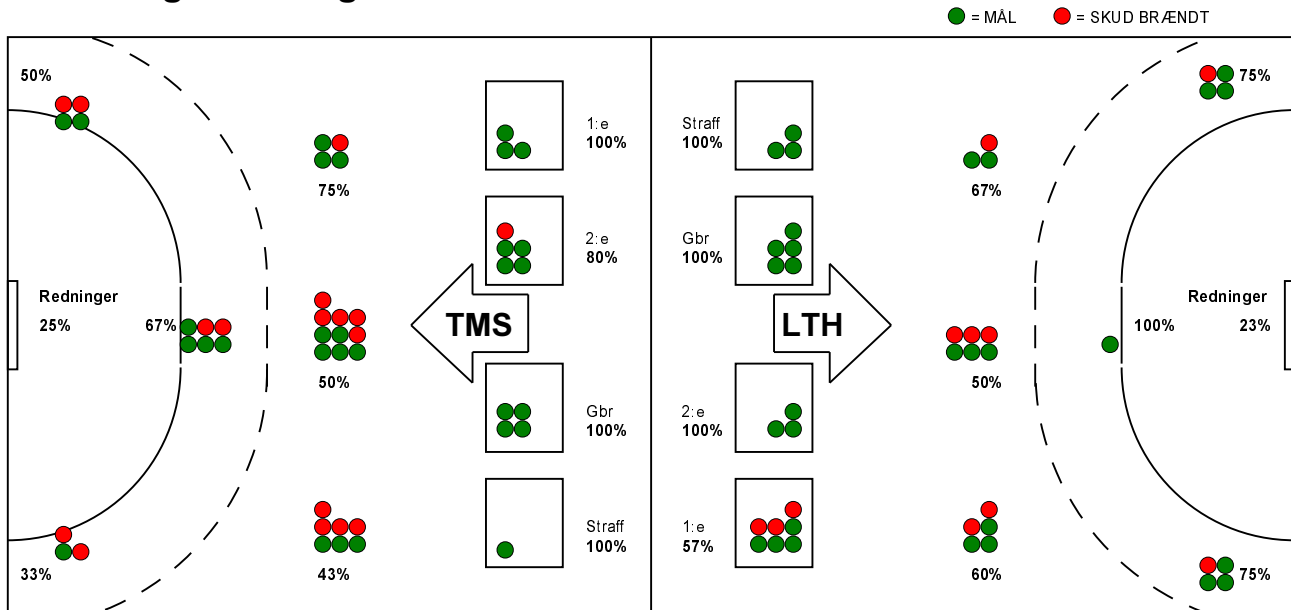 = MÅL
= SKUD BRÆNDT
50%
75%
1:e
100%
Straff
100%
75%
67%
2:e
80%
Gbr
100%
Redninger
25%
67%
TMS
LTH
100%
Redninger
23%
50%
50%
Gbr
100%
2:e
100%
Straff
100%
1:e
57%
33%
43%
60%
75%